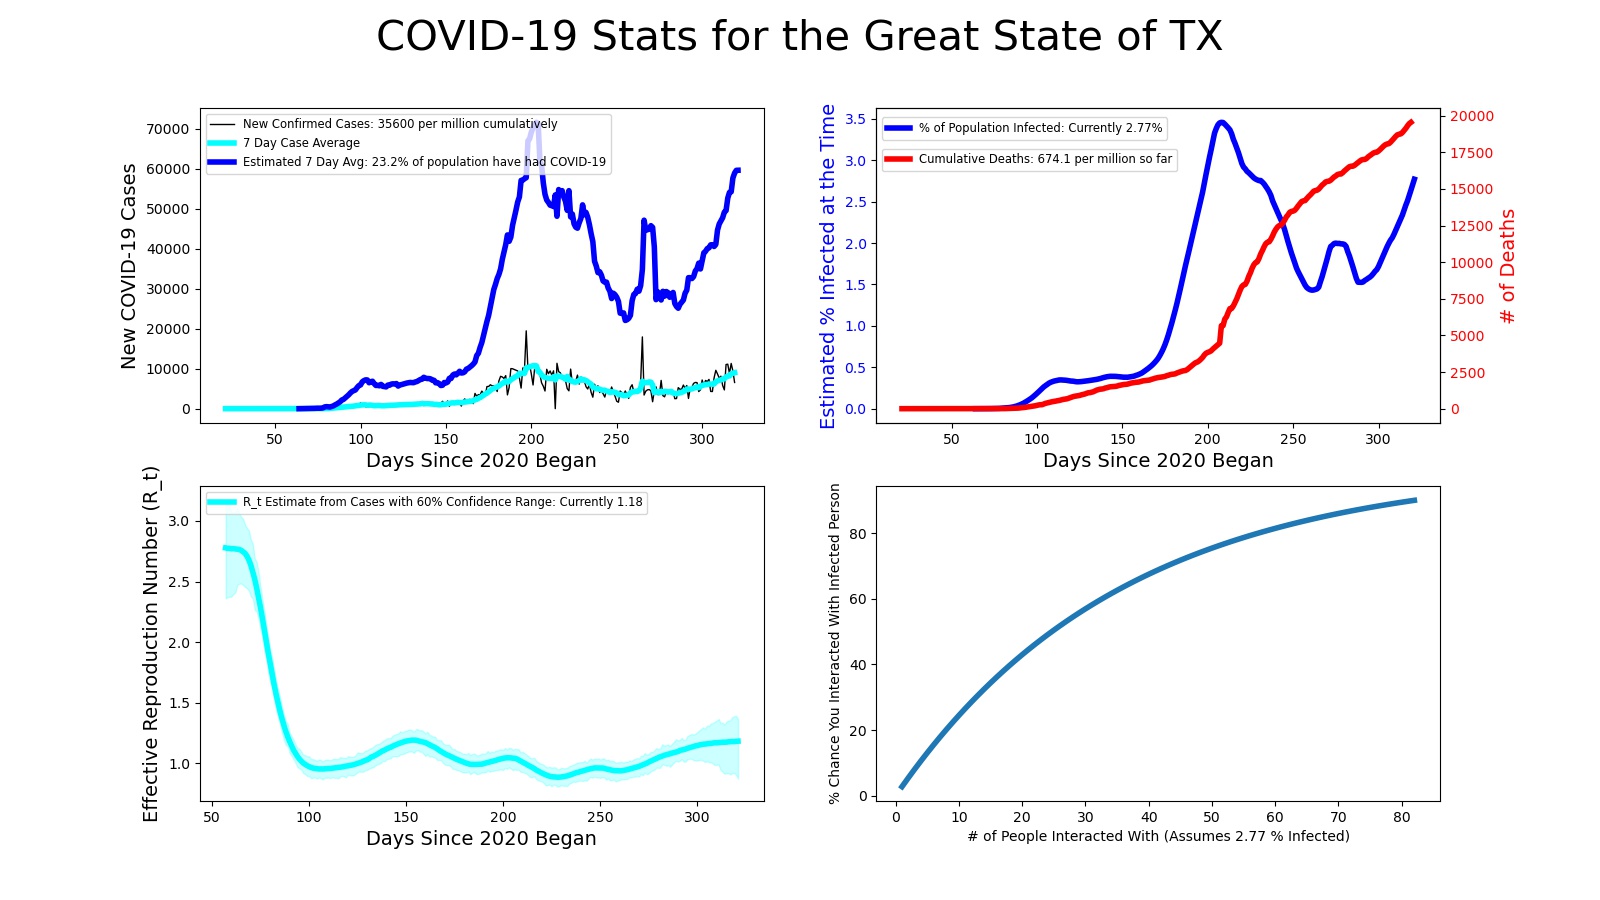 COVID-19 Stats for the Great State of TX
New COVID-19 Cases
70000
60000
50000
40000
30000
20000
10000
0
New Confirmed Cases: 35600 per million cumulatively
7 Day Case Average
Estimated 7 Day Avg: 23.2% of population have had COVID-19
50 100 150 200 250 300
Days Since 2020 Began
Estimated % Infected at the Time
3.5
3.0
2.5
2.0
1.5
1.0
0.5
0.0
% of Population Infected: Currently 2.77%
Cumulative Deaths: 674.1 per million so far
20000
17500
15000
12500
10000
7500
5000
2500
0
# of Deaths
50 100 150 200 250 300
Days Since 2020 Began
Effective Reproduction Number (R_t)
3.0
2.5
2.0
1.5
1.0
R_t Estimate from Cases with 60% Confidence Range: Currently 1.18
50 100 150 200 250 300
Days Since 2020 Began
% Chance You Interacted With Infected Person
80
60
40
20
0
0 10 20 30 40 50 60 70 80
# of People Interacted With (Assumes 2.77 % Infected)